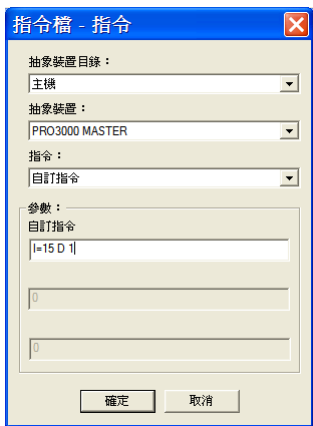 指令檔 - 指令
抽象裝置目錄：
主機
抽象裝置：
PRO3000 MASTER
指令：
自訂指令
參數：
自訂指令
I=15 D 1
0
0
確定
取消